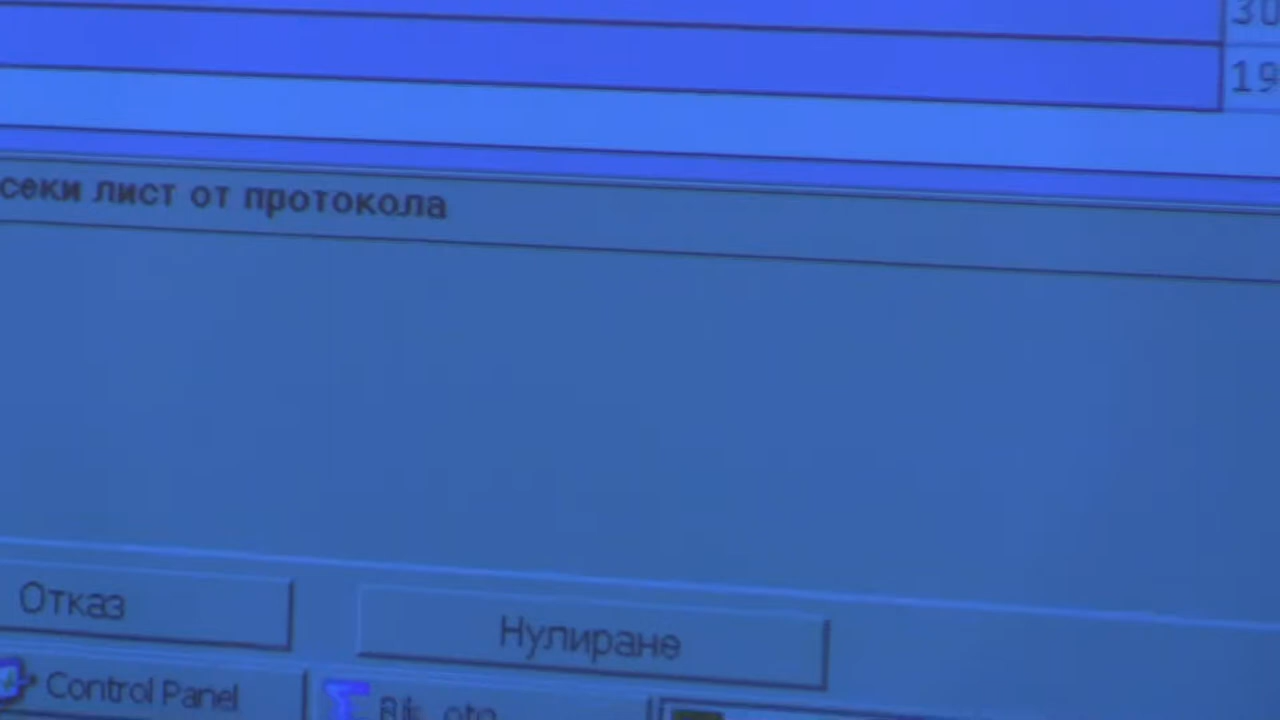 30
19
секи лист от протокола
Отказ
Нулиране
Control Panel